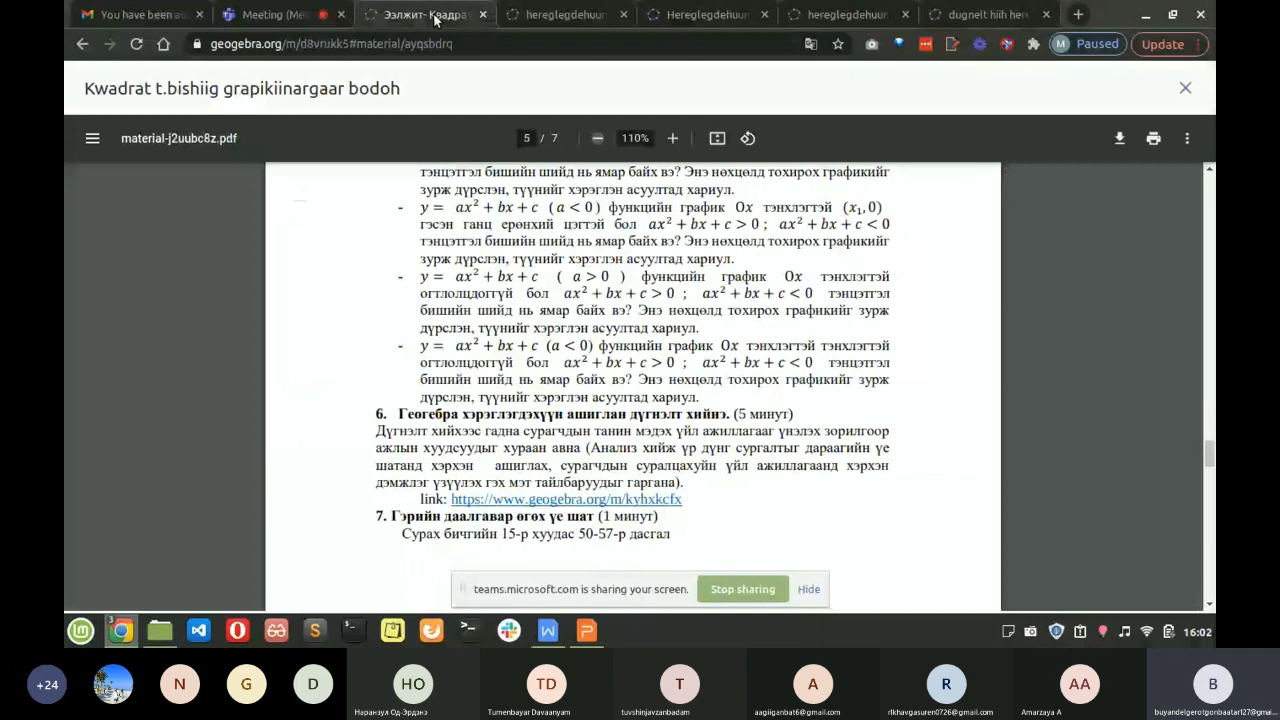 You have been ad
Meeting (Me
Ээлжит- Квадрат
hereglegdehuun
Hereglegdehuun
hereglegdehuun
dugnelt hiih here
geogebra.org/m/d8vrukk5#material/ayqsbdrq
M Paused
Update
Kwadrat t.bishiig grapikiinargaar bodoh
material-j2uubc8z.pdf
5 / 7
110%
тэнцэтгэл бишийн шийд нь ямар байх вэ? Энэ нөхцөлд тохирох графикийг
зурж дүрслэн, түүнийг хэрэглэн асуултад хариул.
- y = ax² + bx + c ( a < 0 ) функцийн график Ox тэнхлэгтэй (x₁, 0)
гэсэн ганц ерөнхий цэгтэй бол ax² + bx + c > 0 ; ax² + bx + c < 0
тэнцэтгэл бишийн шийд нь ямар байх вэ? Энэ нөхцөлд тохирох графикийг
зурж дүрслэн, түүнийг хэрэглэн асуултад хариул.
- y = ax² + bx + c ( a > 0 ) функцийн график Ox тэнхлэгтэй
огтлолцдоггүй бол ax² + bx + c > 0 ; ax² + bx + c < 0 тэнцэтгэл
бишийн шийд нь ямар байх вэ? Энэ нөхцөлд тохирох графикийг зурж
дүрслэн, түүнийг хэрэглэн асуултад хариул.
- y = ax² + bx + c (a < 0) функцийн график Ox тэнхлэгтэй тэнхлэгтэй
огтлолцдоггүй бол ax² + bx + c > 0 ; ax² + bx + c < 0 тэнцэтгэл
бишийн шийд нь ямар байх вэ? Энэ нөхцөлд тохирох графикийг зурж
дүрслэн, түүнийг хэрэглэн асуултад хариул.
6. Геогебра хэрэглэгдэхүүн ашиглан дүгнэлт хийнэ. (5 минут)
Дүгнэлт хийхээс гадна сурагчдын танин мэдэх үйл ажиллагааг үнэлэх зорилгоор
ажлын хуудсуудыг хураан авна (Анализ хийж үр дүнг сургалтыг дараагийн үе
шатанд хэрхэн ашиглах, сурагчдын суралцахуйн үйл ажиллагаанд хэрхэн
дэмжлэг үзүүлэх гэх мэт тайлбаруудыг гаргана).
link: https://www.geogebra.org/m/kyhxkcfx
7. Гэрийн даалгавар өгөх үе шат (1 минут)
Сурах бичгийн 15-р хуудас 50-57-р дасгал
teams.microsoft.com is sharing your screen.
Stop sharing
Hide
3
16:02
+24
N
G
D
HO
TD
T
A
R
AA
B
Наранзул Од-Эрдэнэ
Tumenbayar Davaanyam
tuvshinjavzanbadam
aagiiganbat6@gmail.com
rlkhavgasuren0726@gmail.com
Amarzaya A
buyandelgerotgonbaatar127@gmai...